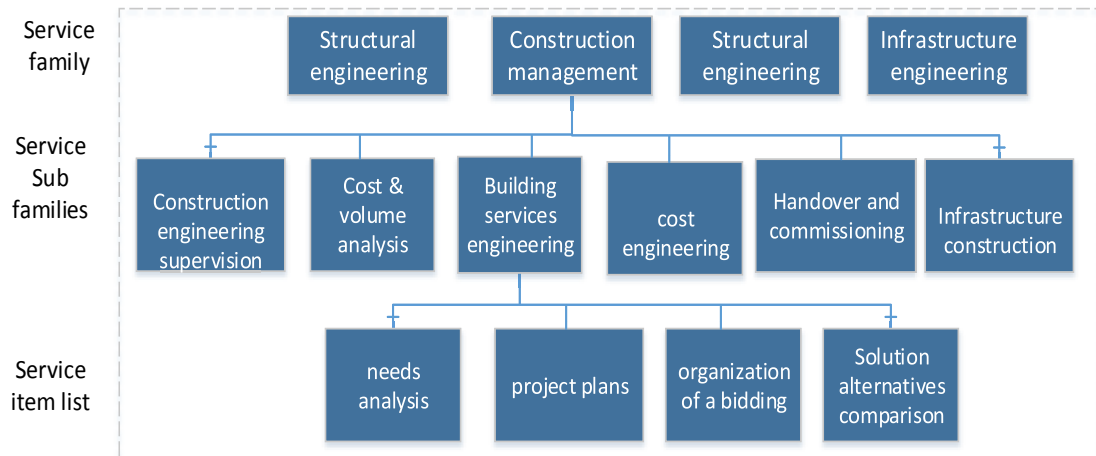 Service
family
Structural
engineering
Construction
management
Structural
engineering
Infrastructure
engineering
Service
Sub
families
Construction
engineering
supervision
Cost &
volume
analysis
Building
services
engineering
cost
engineering
Handover and
commissioning
Infrastructure
construction
Service
item list
needs
analysis
project plans
organization
of a bidding
Solution
alternatives
comparison